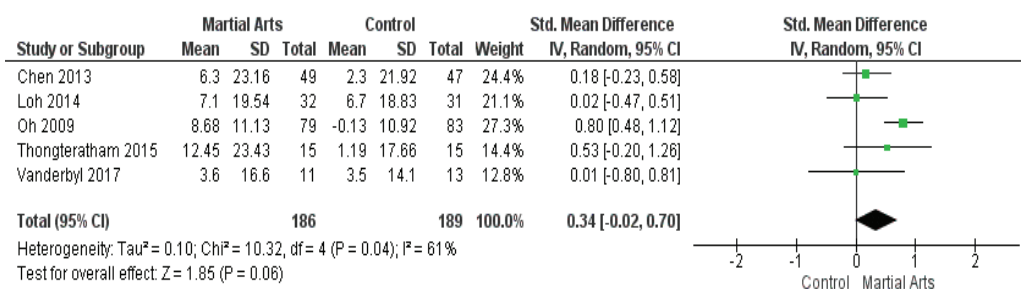 Martial Arts Control Std. Mean Difference Std. Mean Difference
Study or Subgroup Mean SD Total Mean SD Total Weight IV, Random, 95% CI IV, Random, 95% CI
Chen 2013 6.3 23.16 49 2.3 21.92 47 24.4% 0.18 [-0.23, 0.58]
Loh 2014 7.1 19.54 32 6.7 18.83 31 21.1% 0.02 [-0.47, 0.51]
Oh 2009 8.68 11.13 79 -0.13 10.92 83 27.3% 0.80 [0.48, 1.12]
Thongteratham 2015 12.45 23.43 15 1.19 17.66 15 14.4% 0.53 [-0.20, 1.26]
Vanderbyl 2017 3.6 16.6 11 3.5 14.1 13 12.8% 0.01 [-0.80, 0.81]
Total (95% CI) 186 189 100.0% 0.34 [-0.02, 0.70]
Heterogeneity: Tau² = 0.10; Chi² = 10.32, df = 4 (P = 0.04); I² = 61%
Test for overall effect: Z = 1.85 (P = 0.06)
-2 -1 0 1 2
Control Martial Arts